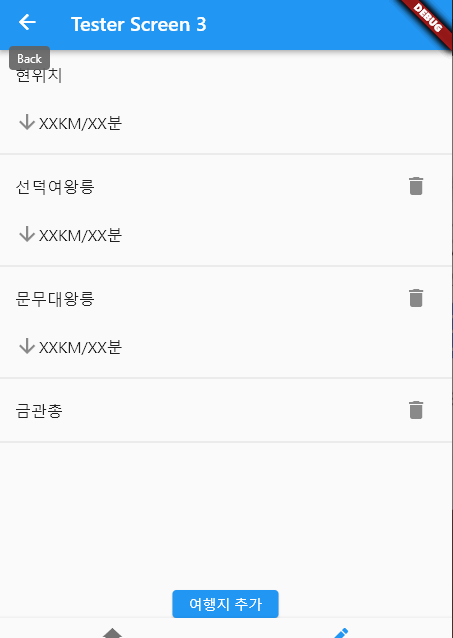 Tester Screen 3
DEBUG
Back
현위치
XXKM/XX분
선덕여왕릉
XXKM/XX분
문무대왕릉
XXKM/XX분
금관총
여행지 추가